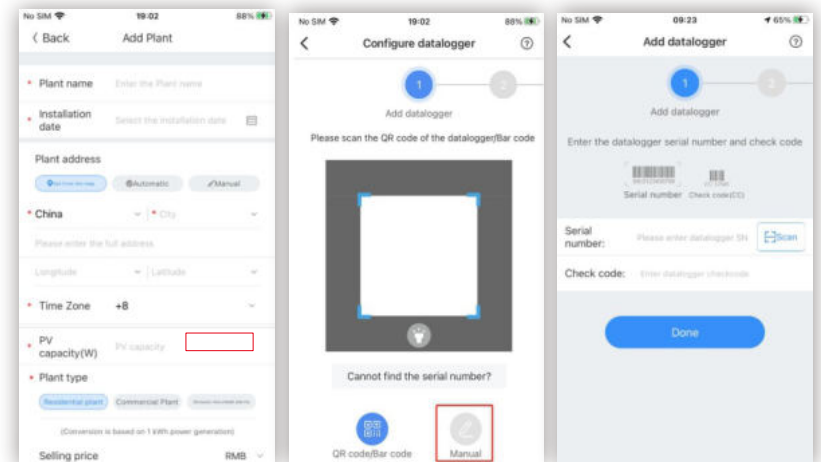 No SIM 19:02 88%
Back Add Plant
* Plant name Enter the Plant name
* Installation date Select the installation date
Plant address
Automatic Manual
* China * City
Please enter the full address
Longitude Latitude
* Time Zone +8
* PV capacity(W) PV capacity
* Plant type
Residential plant Commercial Plant
(Conversion is based on 1 kWh power generation)
Selling price RMB
No SIM 19:02 88%
Configure datalogger
1 2
Add datalogger
Please scan the QR code of the datalogger/Bar code
Cannot find the serial number?
QR code/Bar code Manual
No SIM 09:23 65%
Add datalogger
1 2
Add datalogger
Enter the datalogger serial number and check code
Serial number Check code(CC)
Serial number: Please enter datalogger SN Scan
Check code: Enter datalogger checkcode
Done